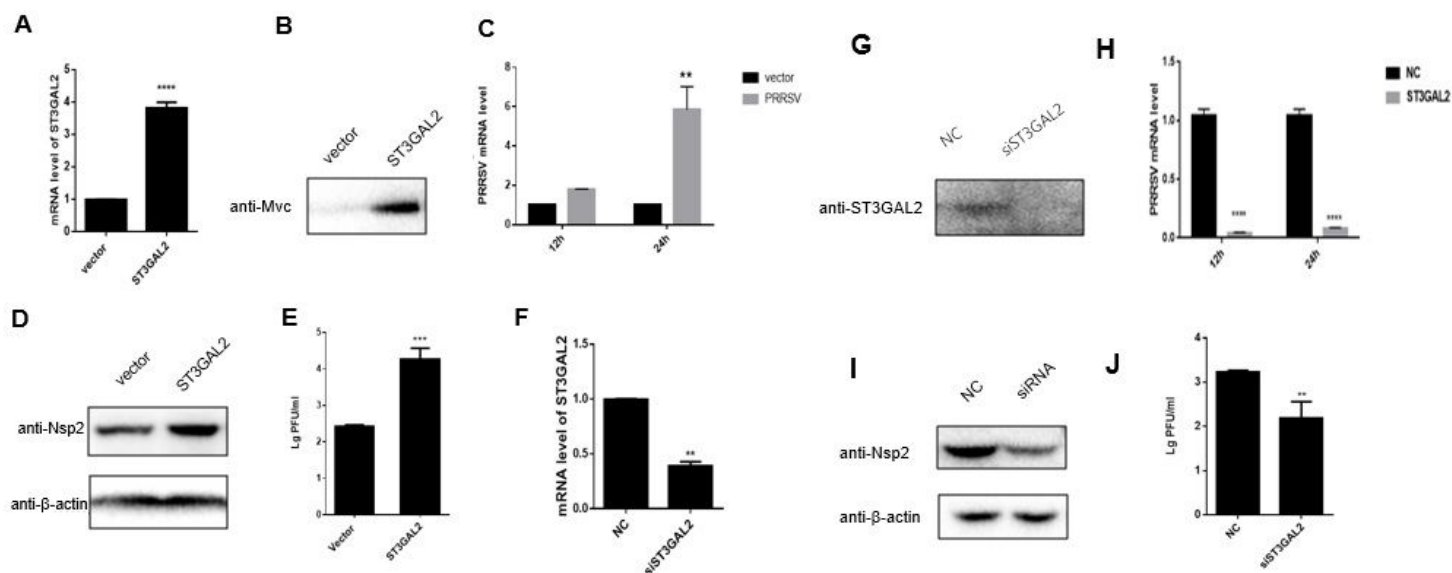 A
mRNA level of ST3GAL2
5
4
3
2
1
0
****
vector
ST3GAL2
B
vector
ST3GAL2
anti-Mvc
C
PRRSV mRNA level
8
6
4
2
0
**
12h
24h
vector
PRRSV
G
NC
siST3GAL2
anti-ST3GAL2
H
PRRSV mRNA level
1.5
1.0
0.5
0.0
****
****
12h
24h
NC
ST3GAL2
D
vector
ST3GAL2
anti-Nsp2
anti-β-actin
E
Lg PFU/ml
5
4
3
2
1
0
***
Vector
ST3GAL2
F
mRNA level of ST3GAL2
1.5
1.0
0.5
0.0
**
NC
siST3GAL2
I
NC
siRNA
anti-Nsp2
anti-β-actin
J
Lg PFU/ml
4
3
2
1
0
**
NC
siST3GAL2